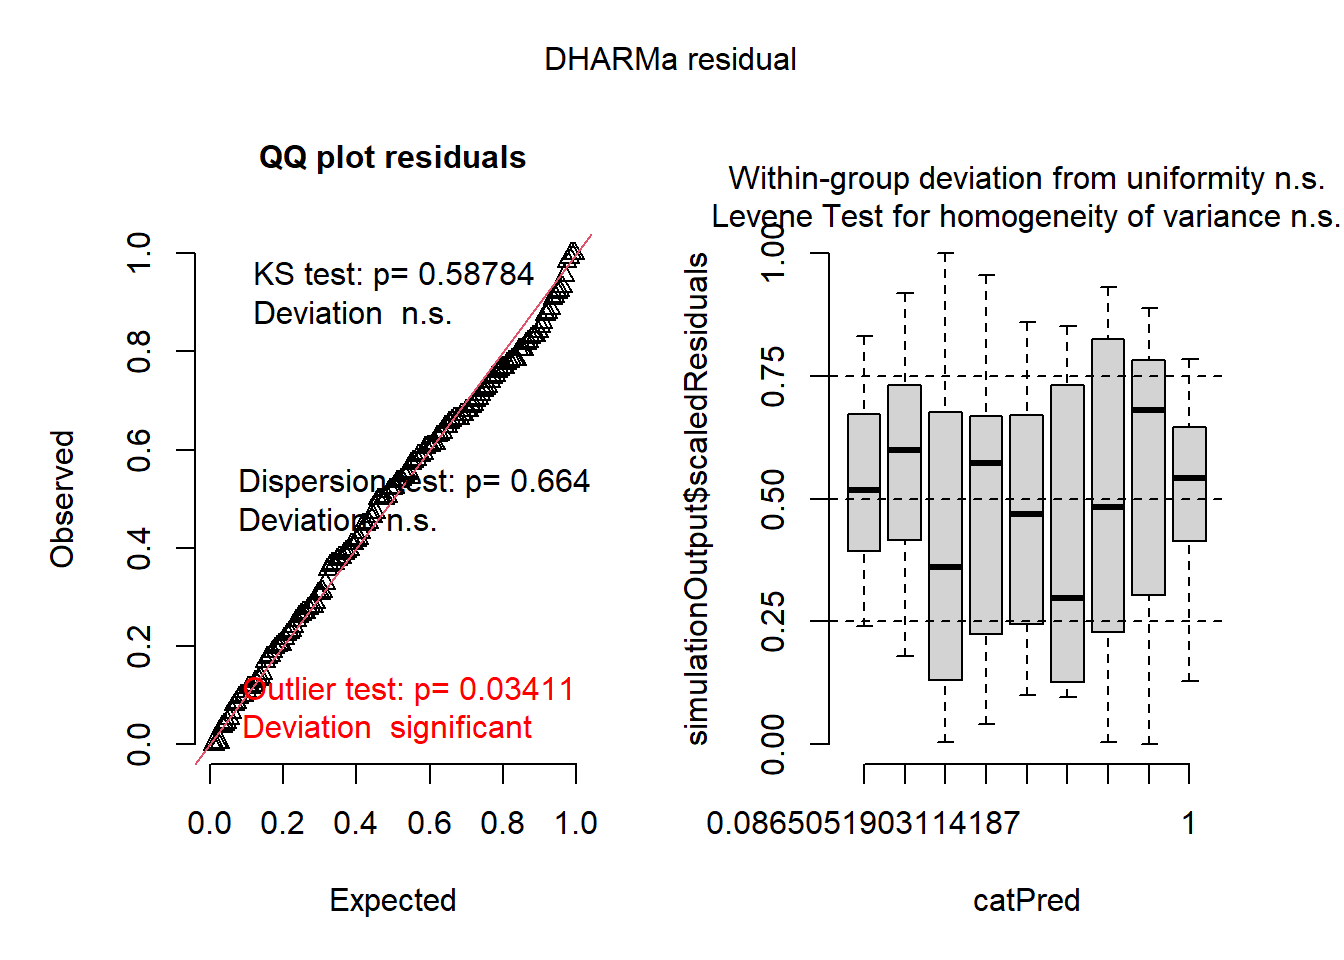 DHARMa residual
QQ plot residuals
KS test: p= 0.58784
Deviation n.s.
Dispersion test: p= 0.664
Deviation n.s.
Outlier test: p= 0.03411
Deviation significant
Observed
0.0 0.2 0.4 0.6 0.8 1.0
0.0 0.2 0.4 0.6 0.8 1.0
Expected
Within-group deviation from uniformity n.s.
Levene Test for homogeneity of variance n.s.
simulationOutput$scaledResiduals
0.00 0.25 0.50 0.75 1.00
0.0865051903114187 1
catPred